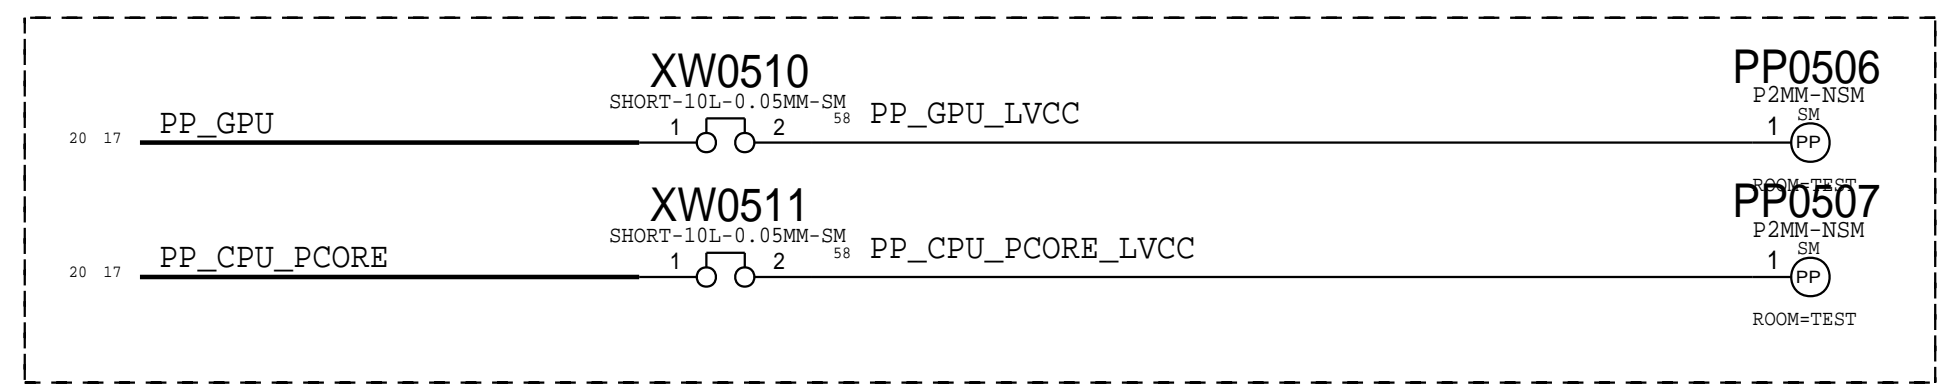 XW0510
SHORT-10L-0.05MM-SM
20 17 PP_GPU 1 2 58 PP_GPU_LVCC
PP0506
P2MM-NSM
SM
1 PP
ROOM=TEST
XW0511
SHORT-10L-0.05MM-SM
20 17 PP_CPU_PCORE 1 2 58 PP_CPU_PCORE_LVCC
PP0507
P2MM-NSM
SM
1 PP
ROOM=TEST